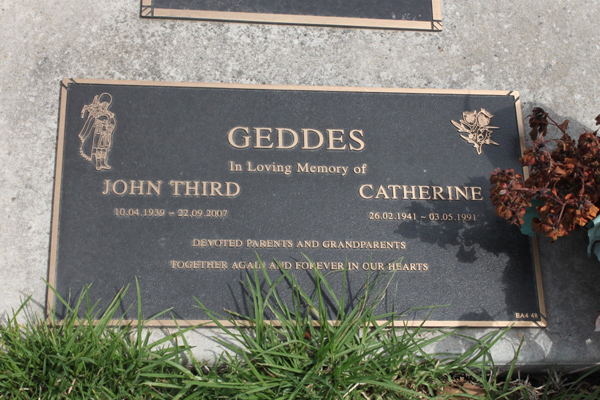 GEDDES
In Loving Memory of
JOHN THIRD CATHERINE
10.04.1939 ~ 22.09.2007 26.02.1941 ~ 03.05.1991
DEVOTED PARENTS AND GRANDPARENTS
TOGETHER AGAIN AND FOREVER IN OUR HEARTS
BA4 49